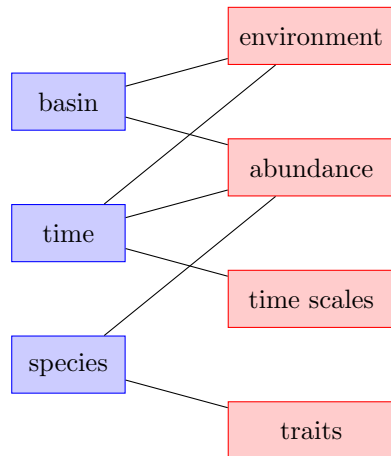 environment
basin
abundance
time
time scales
species
traits